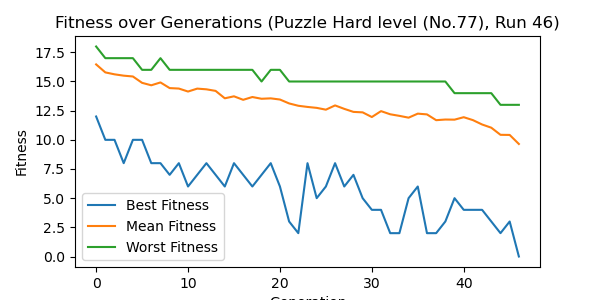 Fitness over Generations (Puzzle Hard level (No.77), Run 46)
17.5
15.0
12.5
10.0
7.5
5.0
2.5
0.0
Fitness
Best Fitness
Mean Fitness
Worst Fitness
0 10 20 30 40
Generation